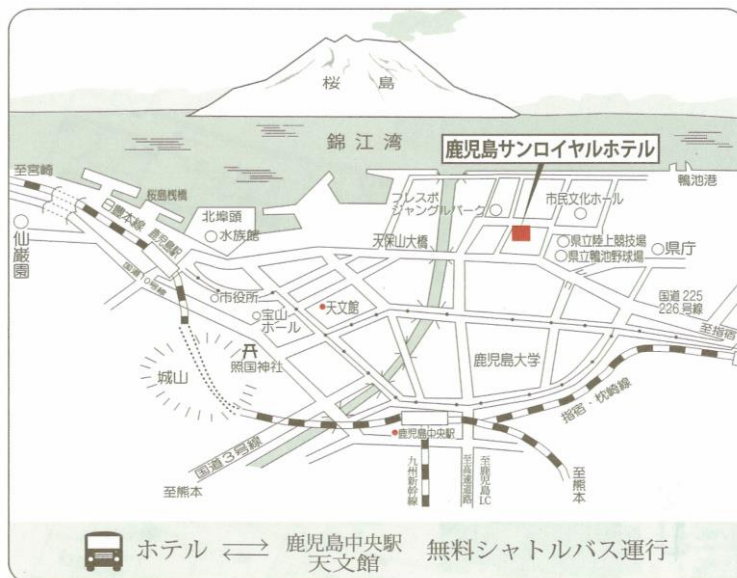 桜島
錦江湾
鹿児島サンロイヤルホテル
至宮崎
桜島桟橋
日豊本線
鹿児島駅
北埠頭
水族館
フレスポ
ジャングルパーク
市民文化ホール
鴨池港
仙巌園
天保山大橋
県立陸上競技場
県立鴨池野球場
県庁
国道10号線
市役所
宝山
ホール
天文館
国道225
226号線
至指宿
照国神社
城山
鹿児島大学
指宿・枕崎線
国道3号線
鹿児島中央駅
至熊本
九州新幹線
至高速道路
至鹿児島I.C
至熊本
ホテル ⇄ 鹿児島中央駅
天文館
無料シャトルバス運行